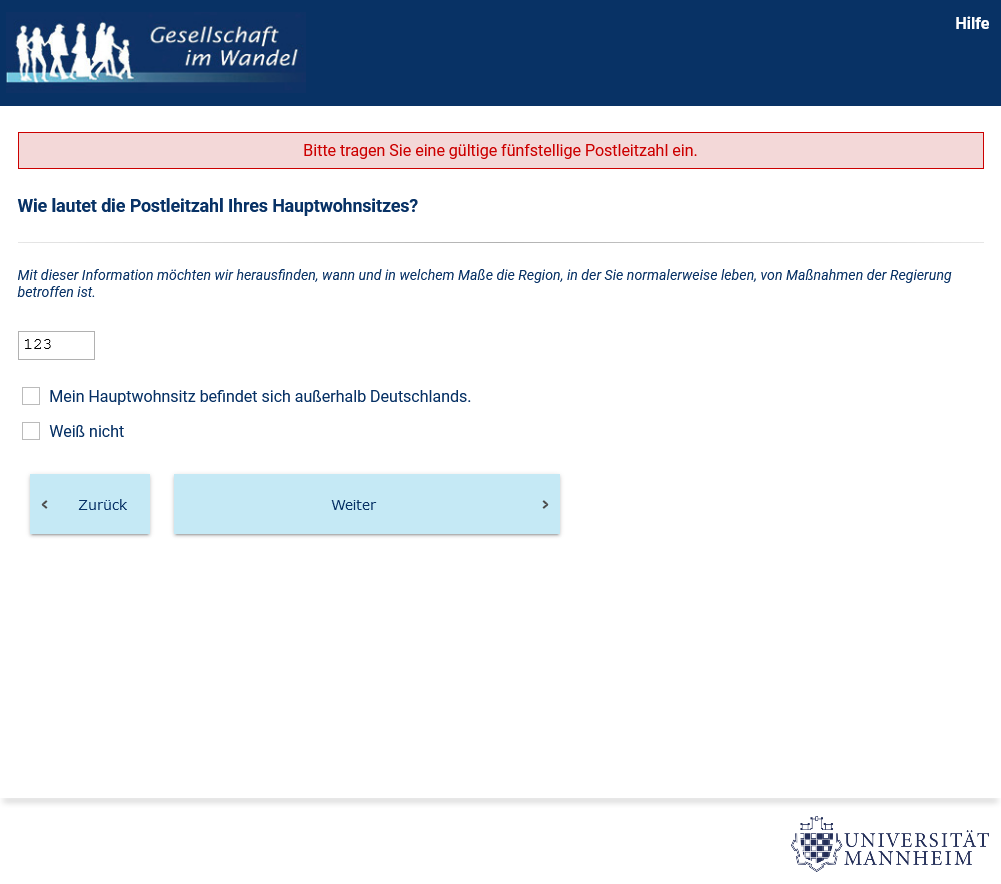 Gesellschaft
im Wandel
Hilfe
Bitte tragen Sie eine gültige fünfstellige Postleitzahl ein.
Wie lautet die Postleitzahl Ihres Hauptwohnsitzes?
Mit dieser Information möchten wir herausfinden, wann und in welchem Maße die Region, in der Sie normalerweise leben, von Maßnahmen der Regierung
betroffen ist.
123
Mein Hauptwohnsitz befindet sich außerhalb Deutschlands.
Weiß nicht
Zurück
Weiter
UNIVERSITÄT
MANNHEIM